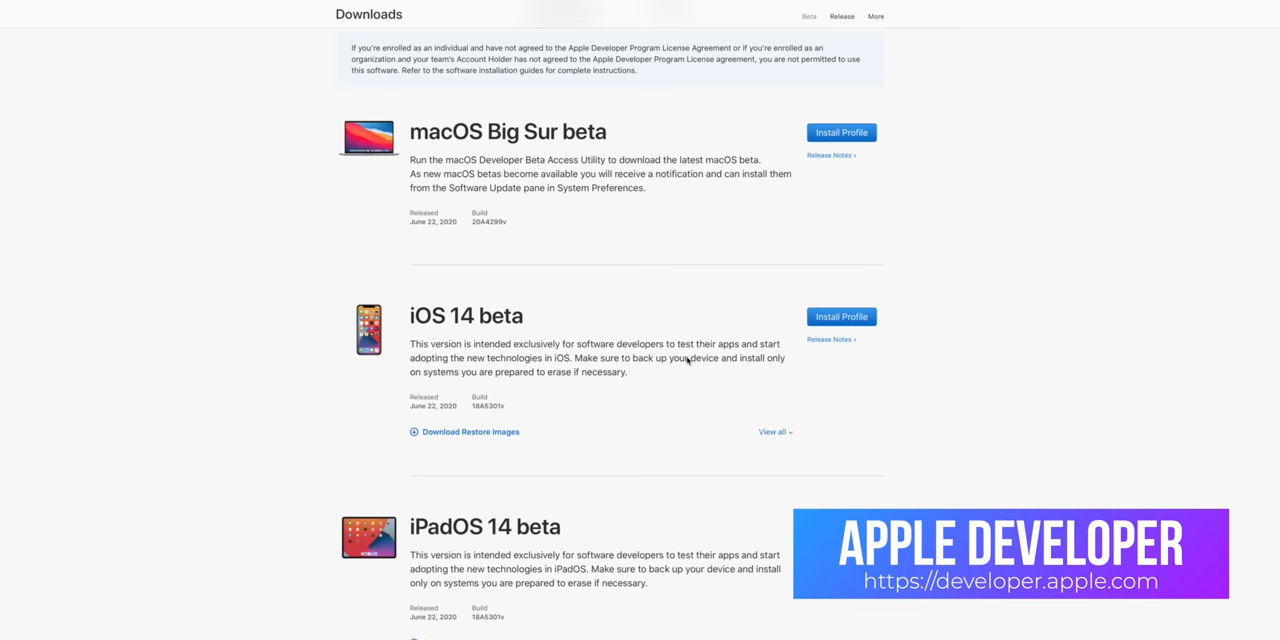 Downloads
Beta Release More
If you're enrolled as an individual and have not agreed to the Apple Developer Program License Agreement or if you're enrolled as an
organization and your team's Account Holder has not agreed to the Apple Developer Program License agreement, you are not permitted to use
this software. Refer to the software installation guides for complete instructions.
macOS Big Sur beta
Install Profile
Release Notes ›
Run the macOS Developer Beta Access Utility to download the latest macOS beta.
As new macOS betas become available you will receive a notification and can install them
from the Software Update pane in System Preferences.
Released Build
June 22, 2020 20A4299v
iOS 14 beta
Install Profile
Release Notes ›
This version is intended exclusively for software developers to test their apps and start
adopting the new technologies in iOS. Make sure to back up your device and install only
on systems you are prepared to erase if necessary.
Released Build
June 22, 2020 18A5301v
Download Restore Images View all
iPadOS 14 beta
This version is intended exclusively for software developers to test their apps and start
adopting the new technologies in iPadOS. Make sure to back up your device and install
only on systems you are prepared to erase if necessary.
Released Build
June 22, 2020 18A5301v
APPLE DEVELOPER
https://developer.apple.com